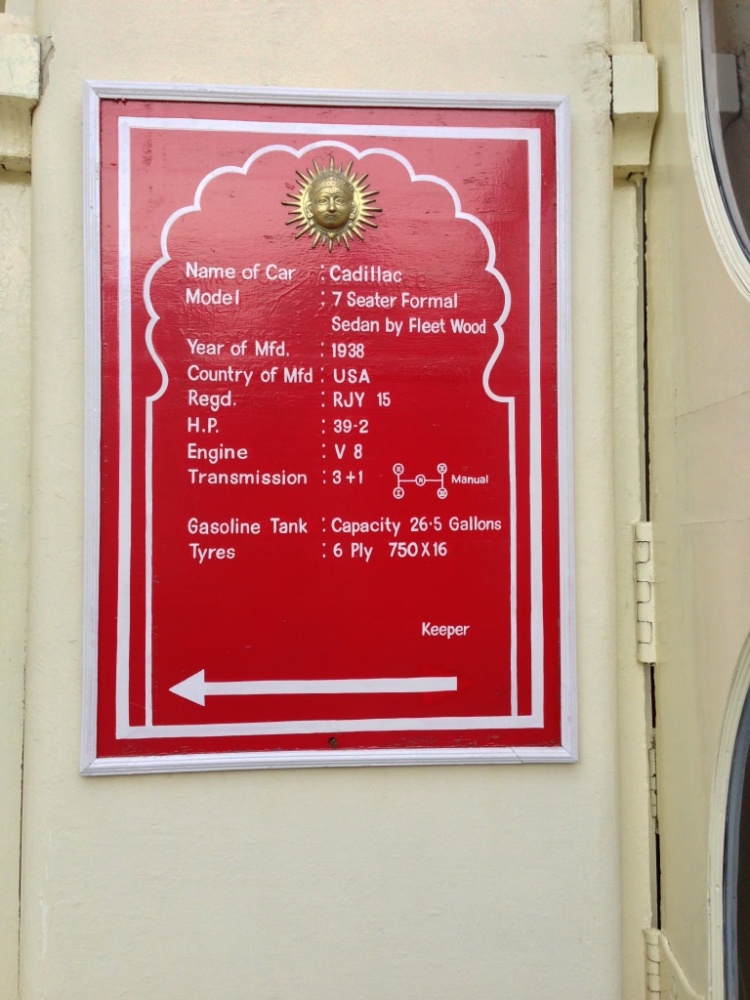 Name of Car : Cadillac
Model : 7 Seater Formal
Sedan by Fleet Wood
Year of Mfd. : 1938
Country of Mfd : USA
Regd. : RJY 15
H.P. : 39-2
Engine : V 8
Transmission : 3+1 Manual
Gasoline Tank : Capacity 26·5 Gallons
Tyres : 6 Ply 750X16
Keeper